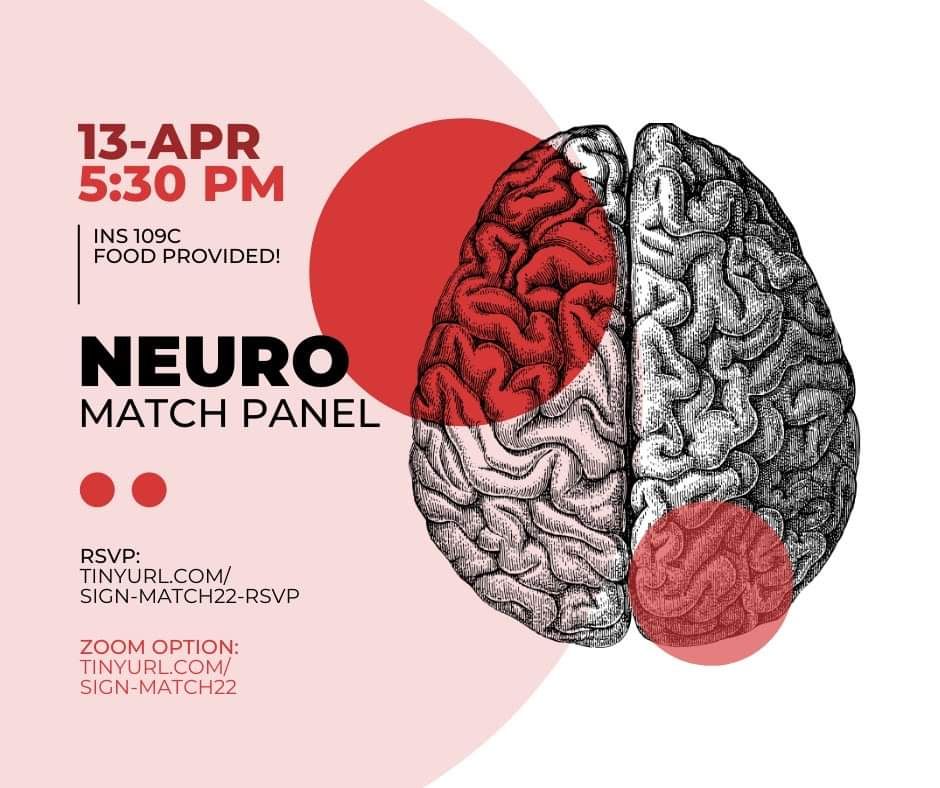 13-APR
5:30 PM
INS 109C
FOOD PROVIDED!
NEURO
MATCH PANEL
RSVP:
TINYURL.COM/
SIGN-MATCH22-RSVP
ZOOM OPTION:
TINYURL.COM/
SIGN-MATCH22